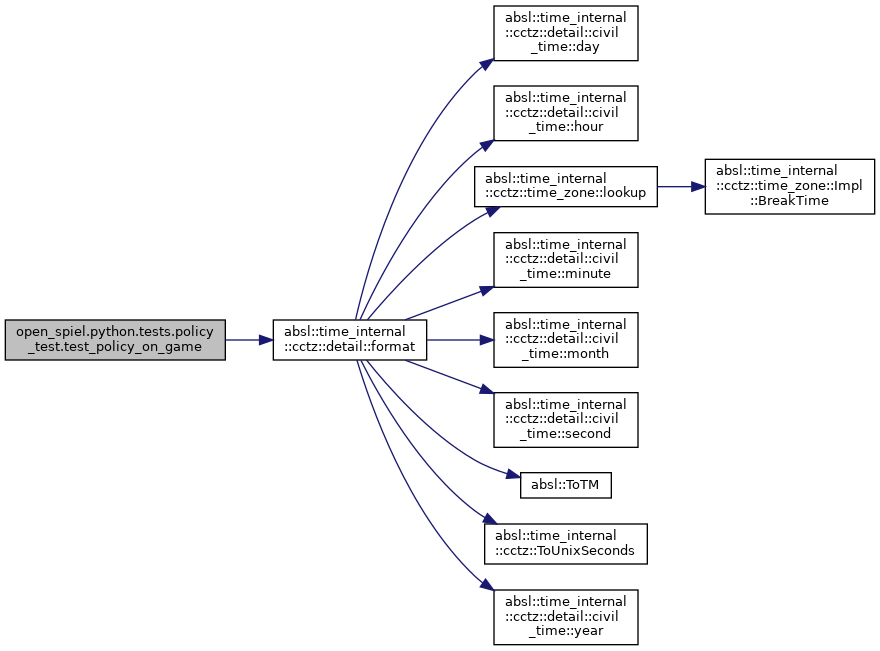 absl::time_internal
::cctz::detail::civil
_time::day
absl::time_internal
::cctz::detail::civil
_time::hour
absl::time_internal
::cctz::time_zone::lookup
absl::time_internal
::cctz::time_zone::Impl
::BreakTime
absl::time_internal
::cctz::detail::civil
_time::minute
open_spiel.python.tests.policy
_test.test_policy_on_game
absl::time_internal
::cctz::detail::format
absl::time_internal
::cctz::detail::civil
_time::month
absl::time_internal
::cctz::detail::civil
_time::second
absl::ToTM
absl::time_internal
::cctz::ToUnixSeconds
absl::time_internal
::cctz::detail::civil
_time::year